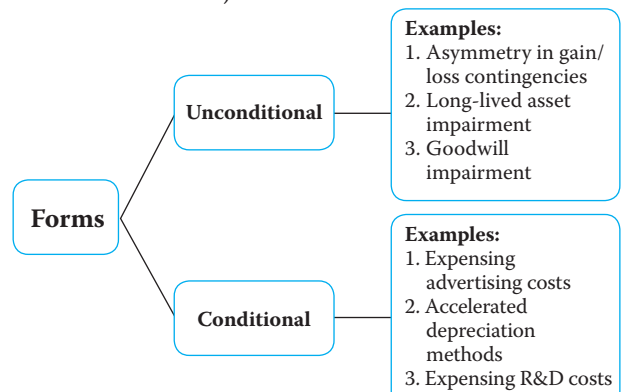 Forms
Unconditional
Examples:
1. Asymmetry in gain/
loss contingencies
2. Long-lived asset
impairment
3. Goodwill
impairment
Conditional
Examples:
1. Expensing
advertising costs
2. Accelerated
depreciation
methods
3. Expensing R&D costs